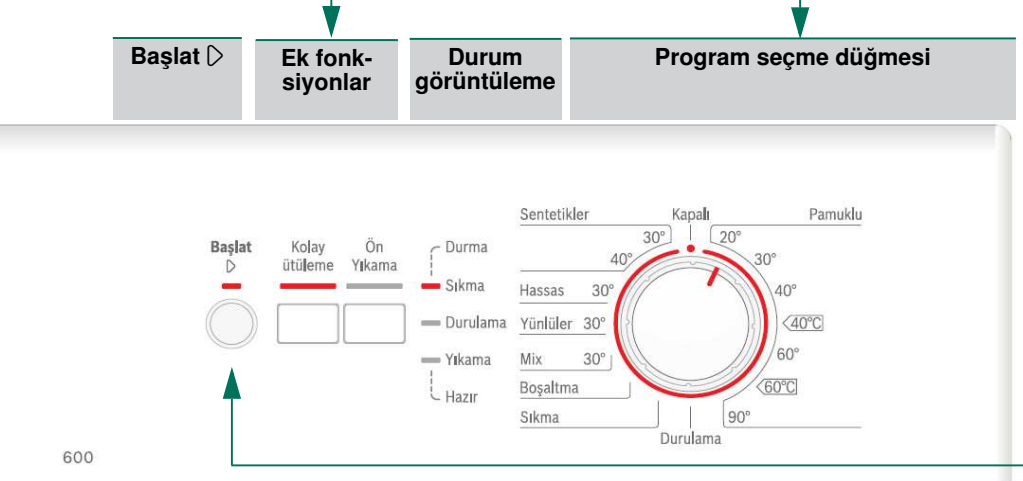 Başlat
Ek fonk-
siyonlar
Durum
görüntüleme
Program seçme düğmesi
Başlat
Kolay
ütüleme
Ön
Yıkama
Durma
Sıkma
Durulama
Yıkama
Hazır
Sentetikler
Kapalı
Pamuklu
30°
20°
40°
30°
Hassas 30°
40°
Yünlüler 30°
40°C
Mix 30°
60°
Boşaltma
60°C
Sıkma
90°
Durulama
600